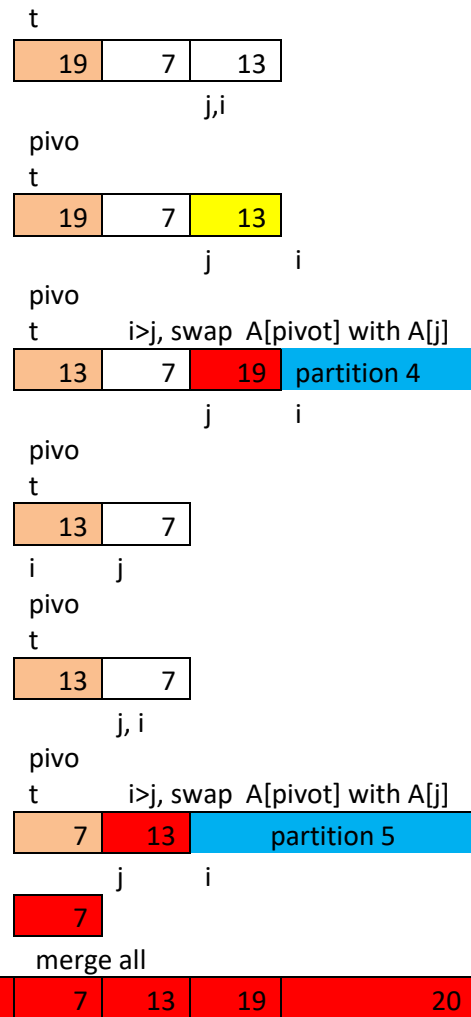 t
19 7 13
j,i
pivo
t
19 7 13
j i
pivo
t i>j, swap A[pivot] with A[j]
13 7 19 partition 4
j i
pivo
t
13 7
i j
pivo
t
13 7
j, i
pivo
t i>j, swap A[pivot] with A[j]
7 13 partition 5
j i
7
merge all
7 13 19 20